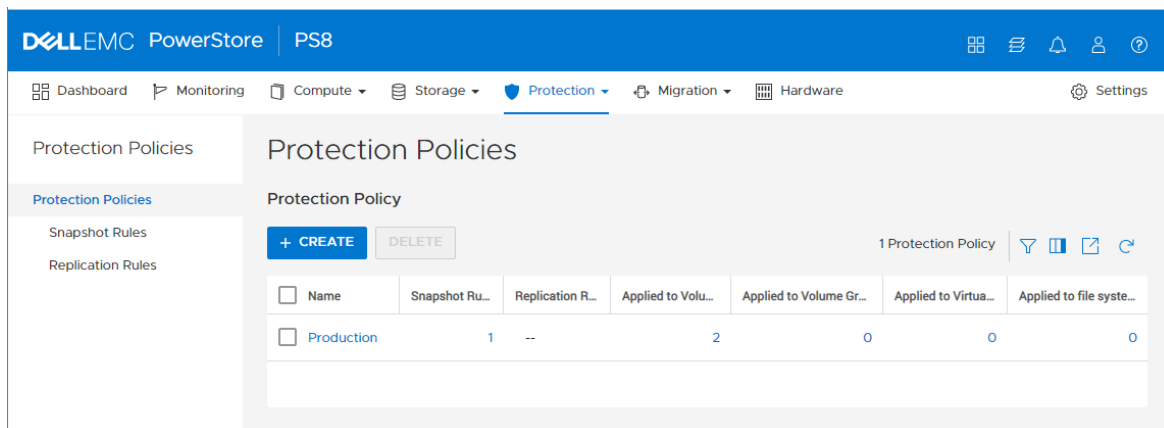 DELLEMC PowerStore PS8
Dashboard Monitoring Compute Storage Protection Migration Hardware Settings
Protection Policies
Protection Policies
Snapshot Rules
Replication Rules
Protection Policies
Protection Policy
+ CREATE DELETE 1 Protection Policy
Name Snapshot Ru... Replication R... Applied to Volu... Applied to Volume Gr... Applied to Virtua... Applied to file syste...
Production 1 -- 2 0 0 0